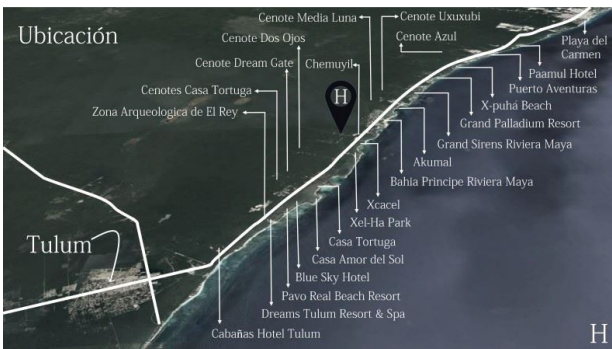 Ubicación
Cenote Media Luna
Cenote Uxuxubi
Cenote Dos Ojos
Cenote Azul
Cenote Dream Gate
Chemuyil
Cenotes Casa Tortuga
Zona Arqueologica de El Rey
H
Playa del
Carmen
Paamul Hotel
Puerto Aventuras
X-puhá Beach
Grand Palladium Resort
Grand Sirens Riviera Maya
Akumal
Bahia Principe Riviera Maya
Xcacel
Xel-Ha Park
Casa Tortuga
Casa Amor del Sol
Blue Sky Hotel
Pavo Real Beach Resort
Dreams Tulum Resort & Spa
Cabañas Hotel Tulum
Tulum
H